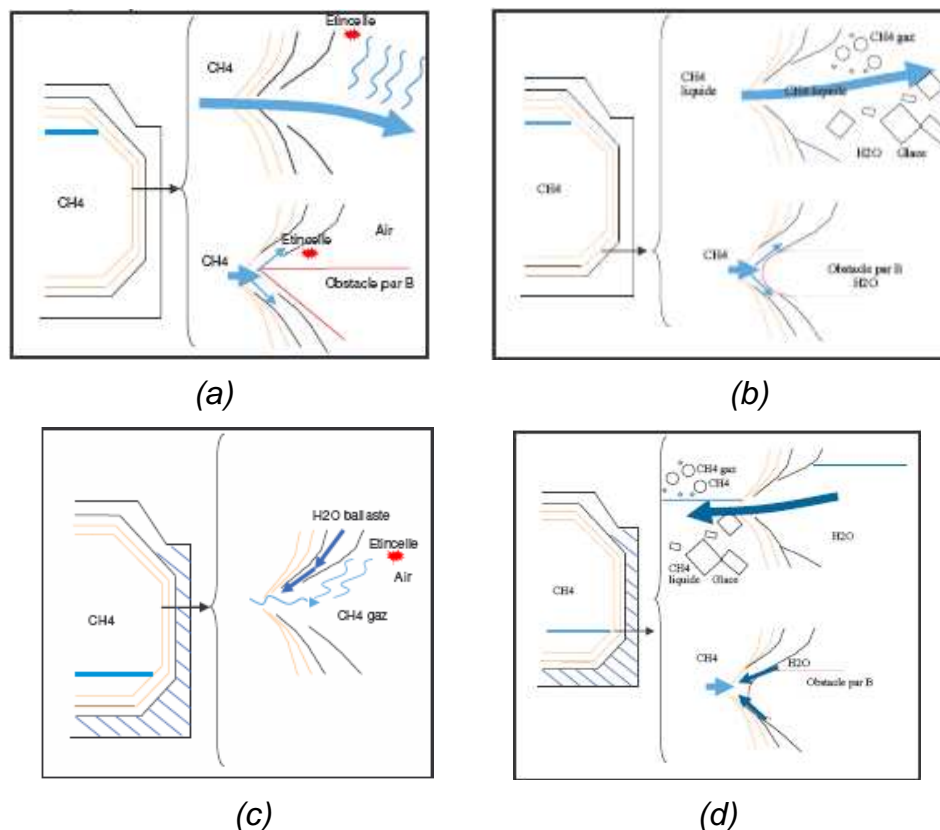 Etincelle
CH4
CH4
Etincelle
Air
CH4
Obstacle par B
(a)
CH4 gaz
CH4
liquide
CH4 liquide
H2O
Glace
CH4
CH4
Obstacle par B
H2O
(b)
H2O ballaste
Etincelle
Air
CH4 gaz
CH4
(c)
CH4 gaz
CH4
H2O
CH4
liquide
Glace
CH4
CH4
H2O
Obstacle par B
(d)